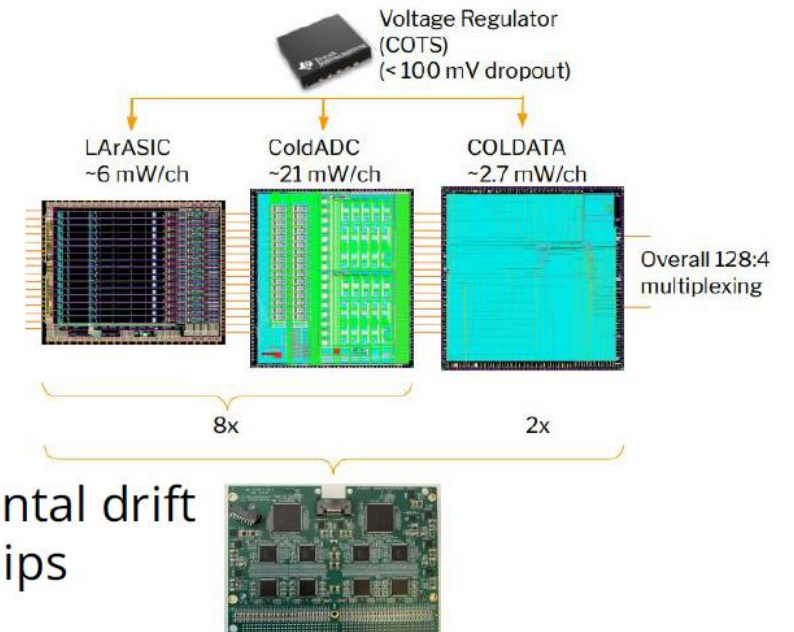 Voltage Regulator
(COTS)
(< 100 mV dropout)
LArASIC
~6 mW/ch
ColdADC
~21 mW/ch
COLDATA
~2.7 mW/ch
Overall 128:4
multiplexing
8x
2x
ntal drift
ips